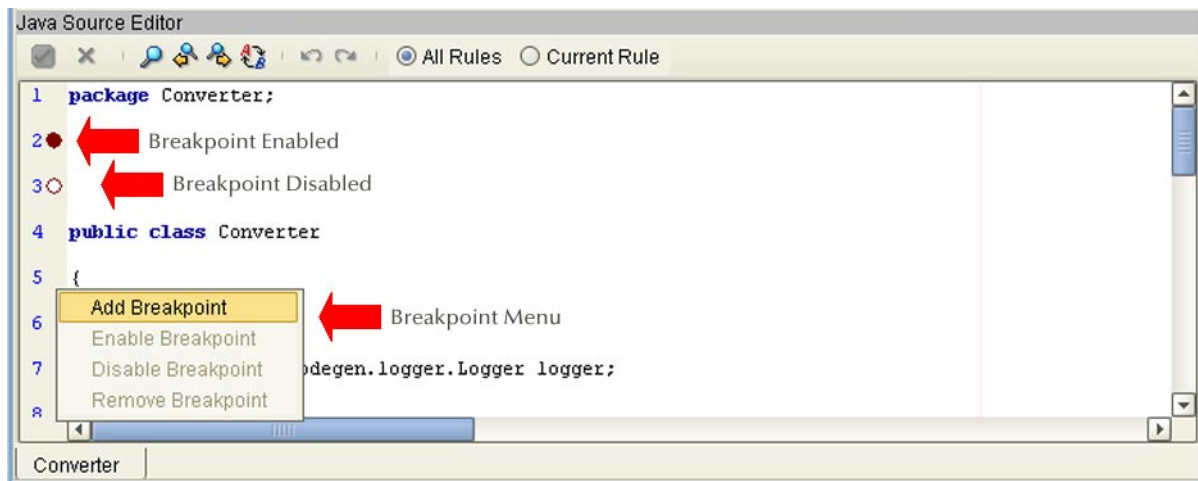 Java Source Editor
All Rules Current Rule
1 package Converter;
2 Breakpoint Enabled
3 Breakpoint Disabled
4 public class Converter
5 {
Add Breakpoint
6 Breakpoint Menu
Enable Breakpoint
7 Disable Breakpoint odegen.logger.Logger logger;
Remove Breakpoint
8
Converter